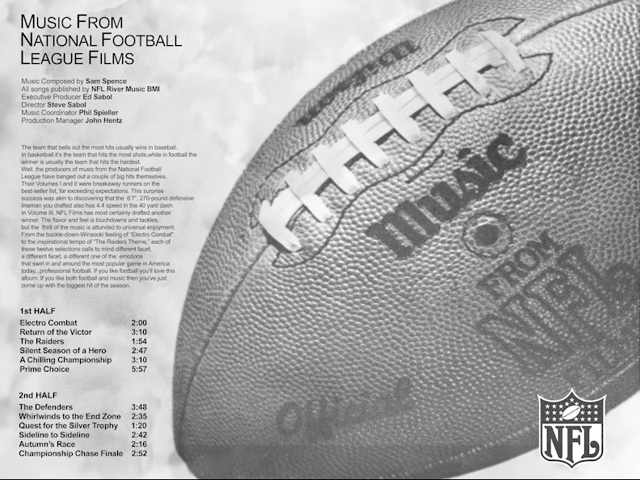 MUSIC FROM
NATIONAL FOOTBALL
LEAGUE FILMS
Music Composed by Sam Spence
All songs published by NFL River Music BMI
Executive Producer Ed Sabol
Director Steve Sabol
Music Coordinator Phil Spieller
Production Manager John Hentz
The team that belts out the most hits usually wins in baseball.
In basketball it's the team that hits the most shots.while in football the
winner is usually the team that hits the hardest.
Well, the producers of music from the National Football
League have banged out a couple of big hits themselves.
Their Volumes I and II were breakaway runners on the
best-seller list, far exceeding expectations. This surprise
success was akin to discovering that the 6'7", 270-pound defensive
lineman you drafted also has 4.4 speed in the 40 yard dash.
In Volume III, NFL Films has most certainly drafted another
winner. The flavor and feel is touchdowns and tackles,
but the thrill of the music is attuned to universal enjoyment.
From the buckle-down-Winsocki feeling of "Electro Combat"
to the inspirational tempo of "The Raiders Theme," each of
these twelve selections calls to mind different facet,
a different facet, a different one of the emotions
that swirl in and around the most popular game in America
today...professional football. If you like football you'll love this
album. If you like both football and music then you've just
come up with the biggest hit of the season.
1st HALF
Electro Combat 2:00
Return of the Victor 3:10
The Raiders 1:54
Silent Season of a Hero 2:47
A Chilling Championship 3:10
Prime Choice 5:57
2nd HALF
The Defenders 3:48
Whirlwinds to the End Zone 2:35
Quest for the Silver Trophy 1:20
Sideline to Sideline 2:42
Autumn's Race 2:16
Championship Chase Finale 2:52
Music
NFL